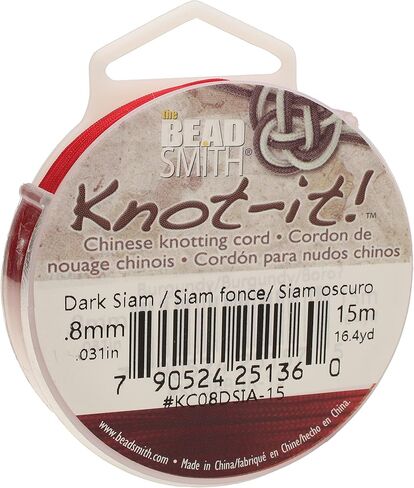 the
BEAD
SMITH®
Knot-it!™
Chinese knotting cord • Cordon de
nouage chinois • Cordón para nudos chinos
Dark Siam / Siam fonce/ Siam oscuro
.8mm 15m
.031in 16.4yd
7 90524 25136 0
#KC08DSIA-15
www.beadsmith.com • Made in China/fabriqué en Chine/hecho en China.